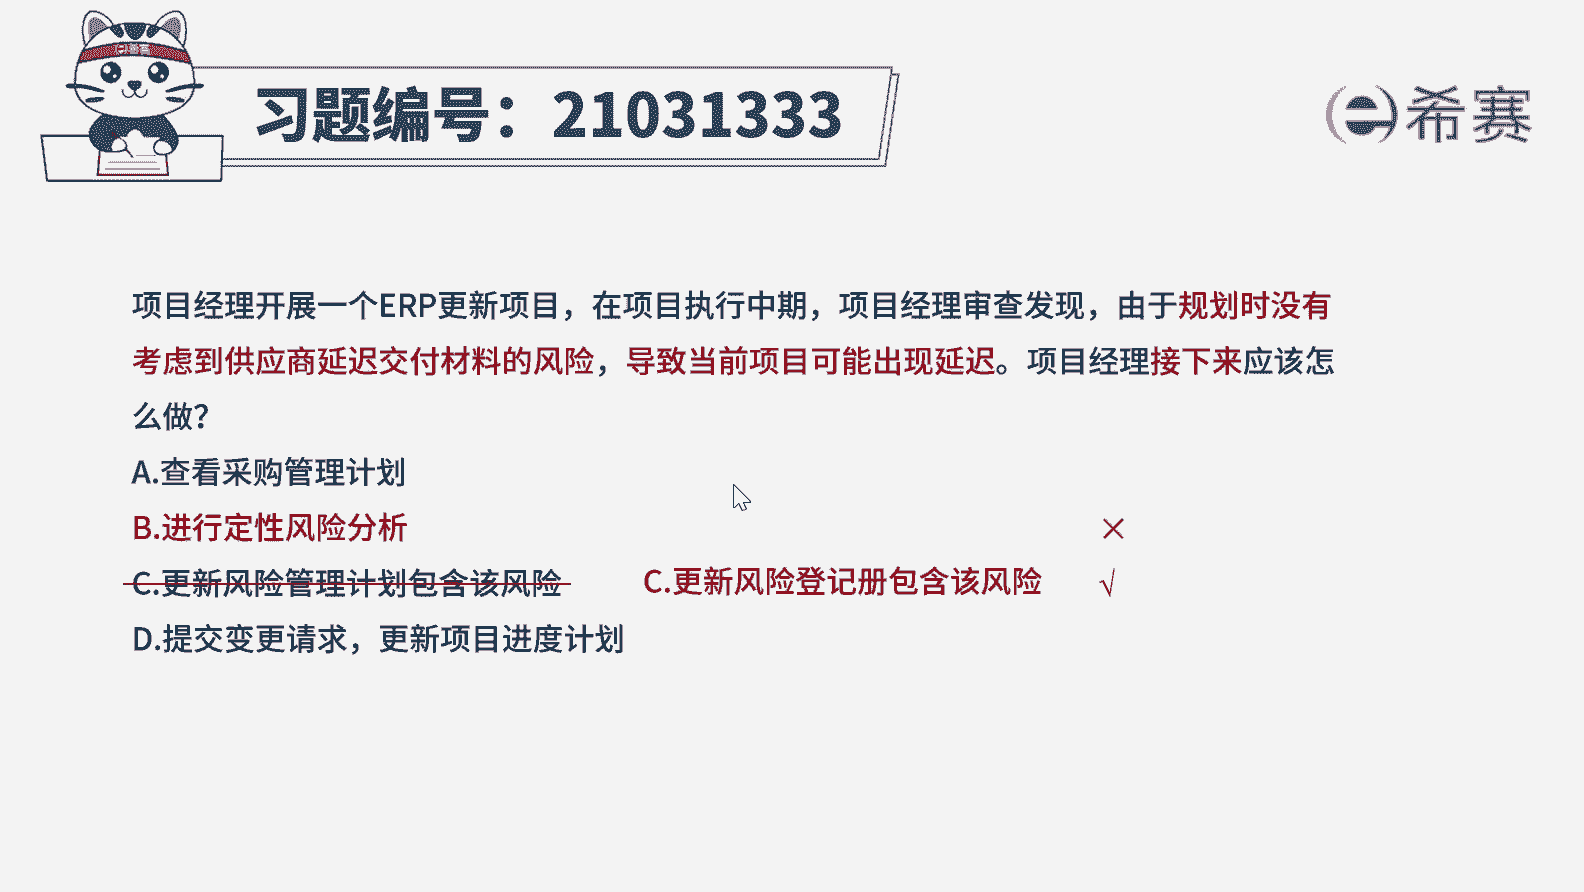 希赛
习题编号：21031333
希赛
项目经理开展一个ERP更新项目，在项目执行中期，项目经理审查发现，由于规划时没有
考虑到供应商延迟交付材料的风险，导致当前项目可能出现延迟。项目经理接下来应该怎
么做？
A.查看采购管理计划
B.进行定性风险分析 ×
C.更新风险管理计划包含该风险 C.更新风险登记册包含该风险 √
D.提交变更请求，更新项目进度计划